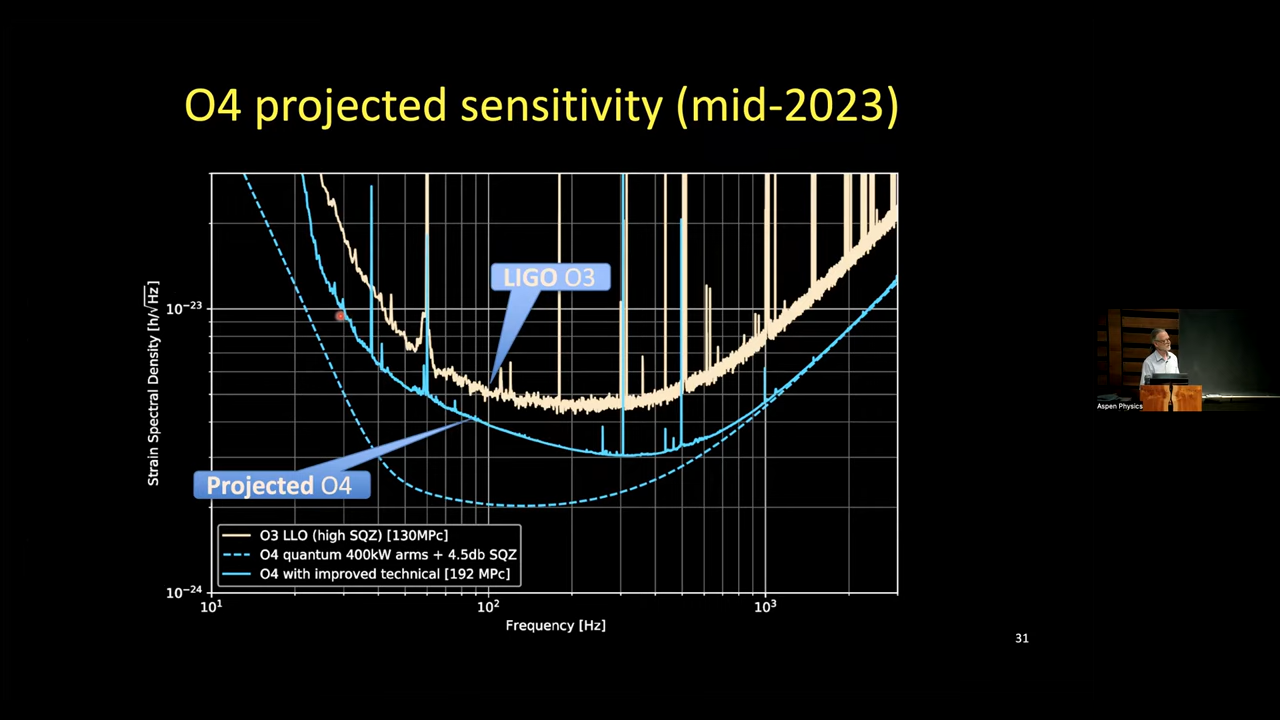 O4 projected sensitivity (mid-2023)
Strain Spectral Density [h/√Hz]
10⁻²³
10⁻²⁴
LIGO O3
Projected O4
O3 LLO (high SQZ) [130MPc]
O4 quantum 400kW arms + 4.5db SQZ
O4 with improved technical [192 MPc]
10¹
10²
10³
Frequency [Hz]
31
Aspen Physics